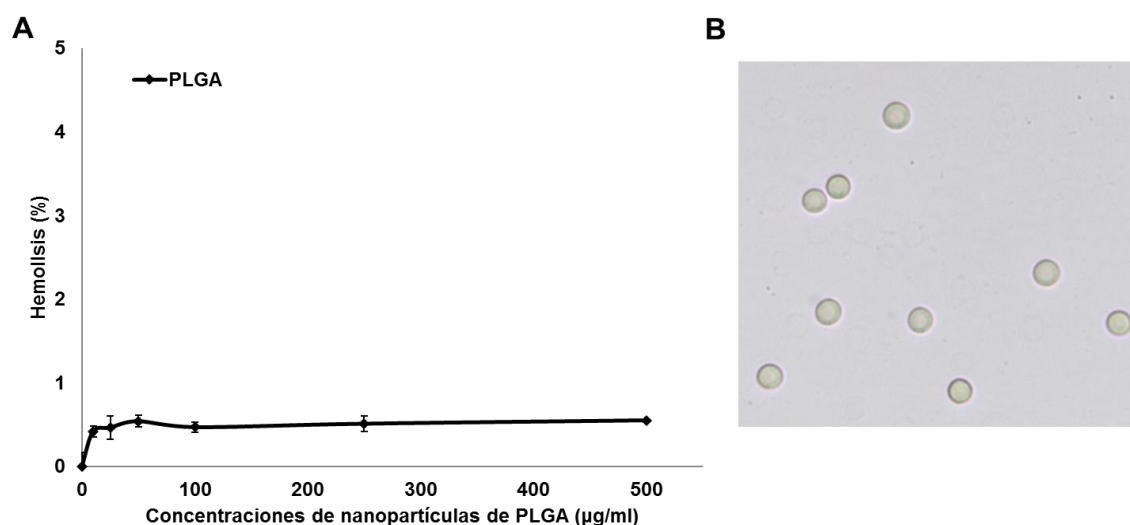 A
B
5
4
3
2
1
0
PLGA
Hemollsis (%)
0
100
200
300
400
500
Concentraciones de nanopartículas de PLGA (µg/ml)